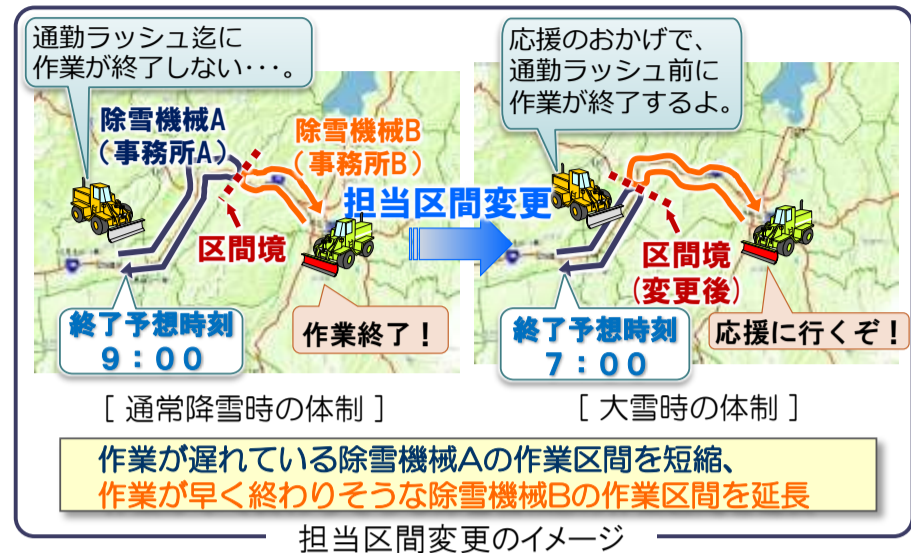 通勤ラッシュ迄に
作業が終了しない・・・。
除雪機械A
(事務所A)
除雪機械B
(事務所B)
区間境
終了予想時刻
9:00
作業終了!
[ 通常降雪時の体制 ]
担当区間変更
応援のおかげで、
通勤ラッシュ前に
作業が終了するよ。
区間境
(変更後)
終了予想時刻
7:00
応援に行くぞ!
[ 大雪時の体制 ]
作業が遅れている除雪機械Aの作業区間を短縮、
作業が早く終わりそうな除雪機械Bの作業区間を延長
担当区間変更のイメージ